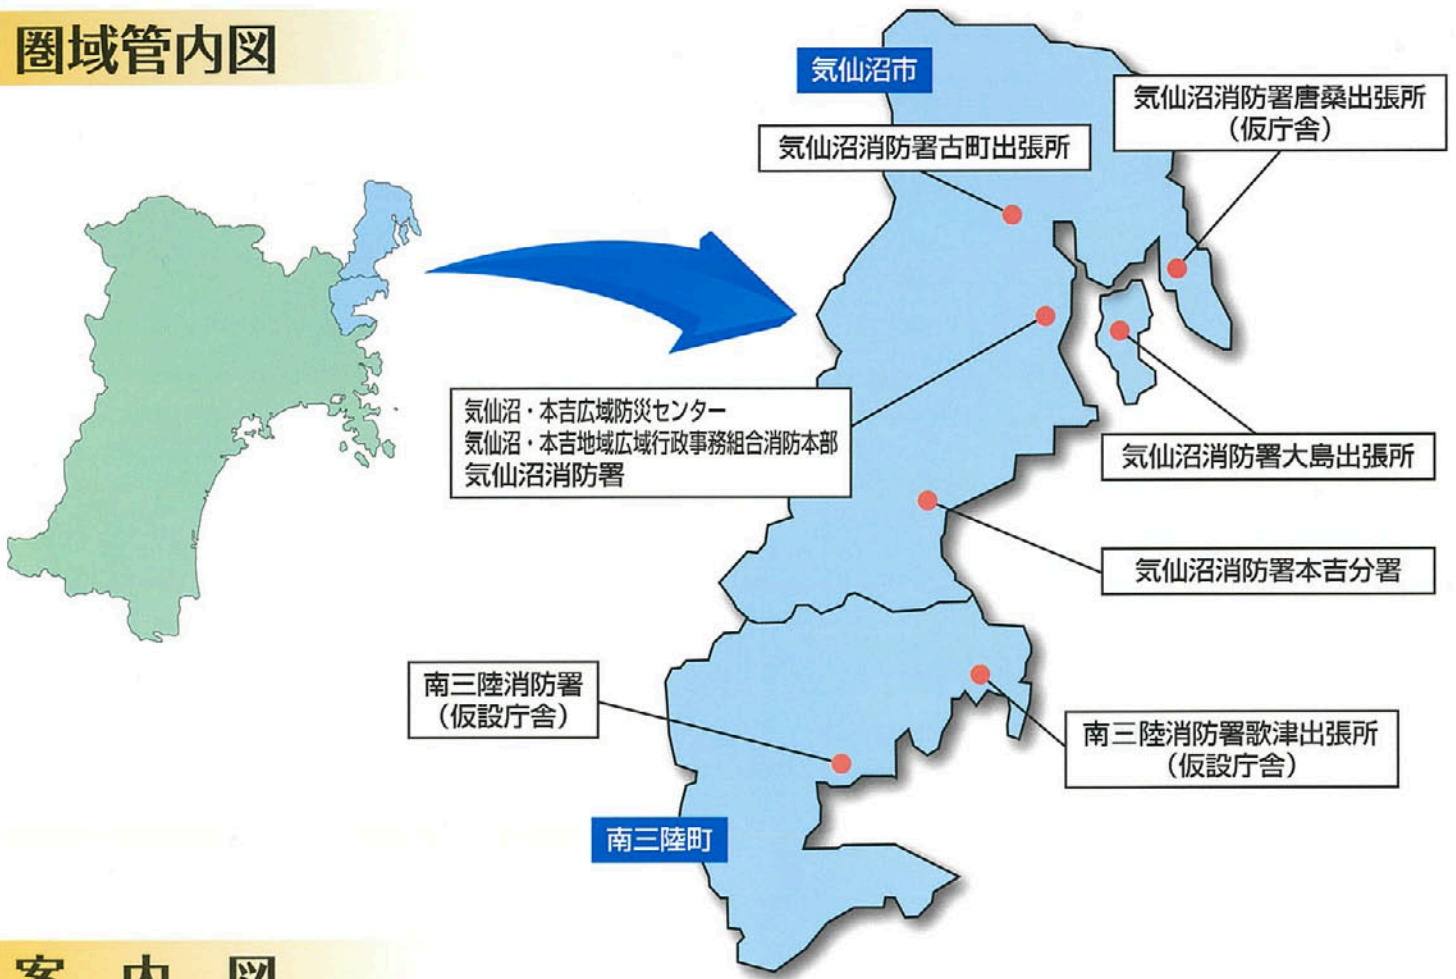 圏域管内図
気仙沼市
気仙沼消防署唐桑出張所
（仮庁舎）
気仙沼消防署古町出張所
気仙沼・本吉広域防災センター
気仙沼・本吉地域広域行政事務組合消防本部
気仙沼消防署
気仙沼消防署大島出張所
気仙沼消防署本吉分署
南三陸消防署
（仮設庁舎）
南三陸消防署歌津出張所
（仮設庁舎）
南三陸町
案内図